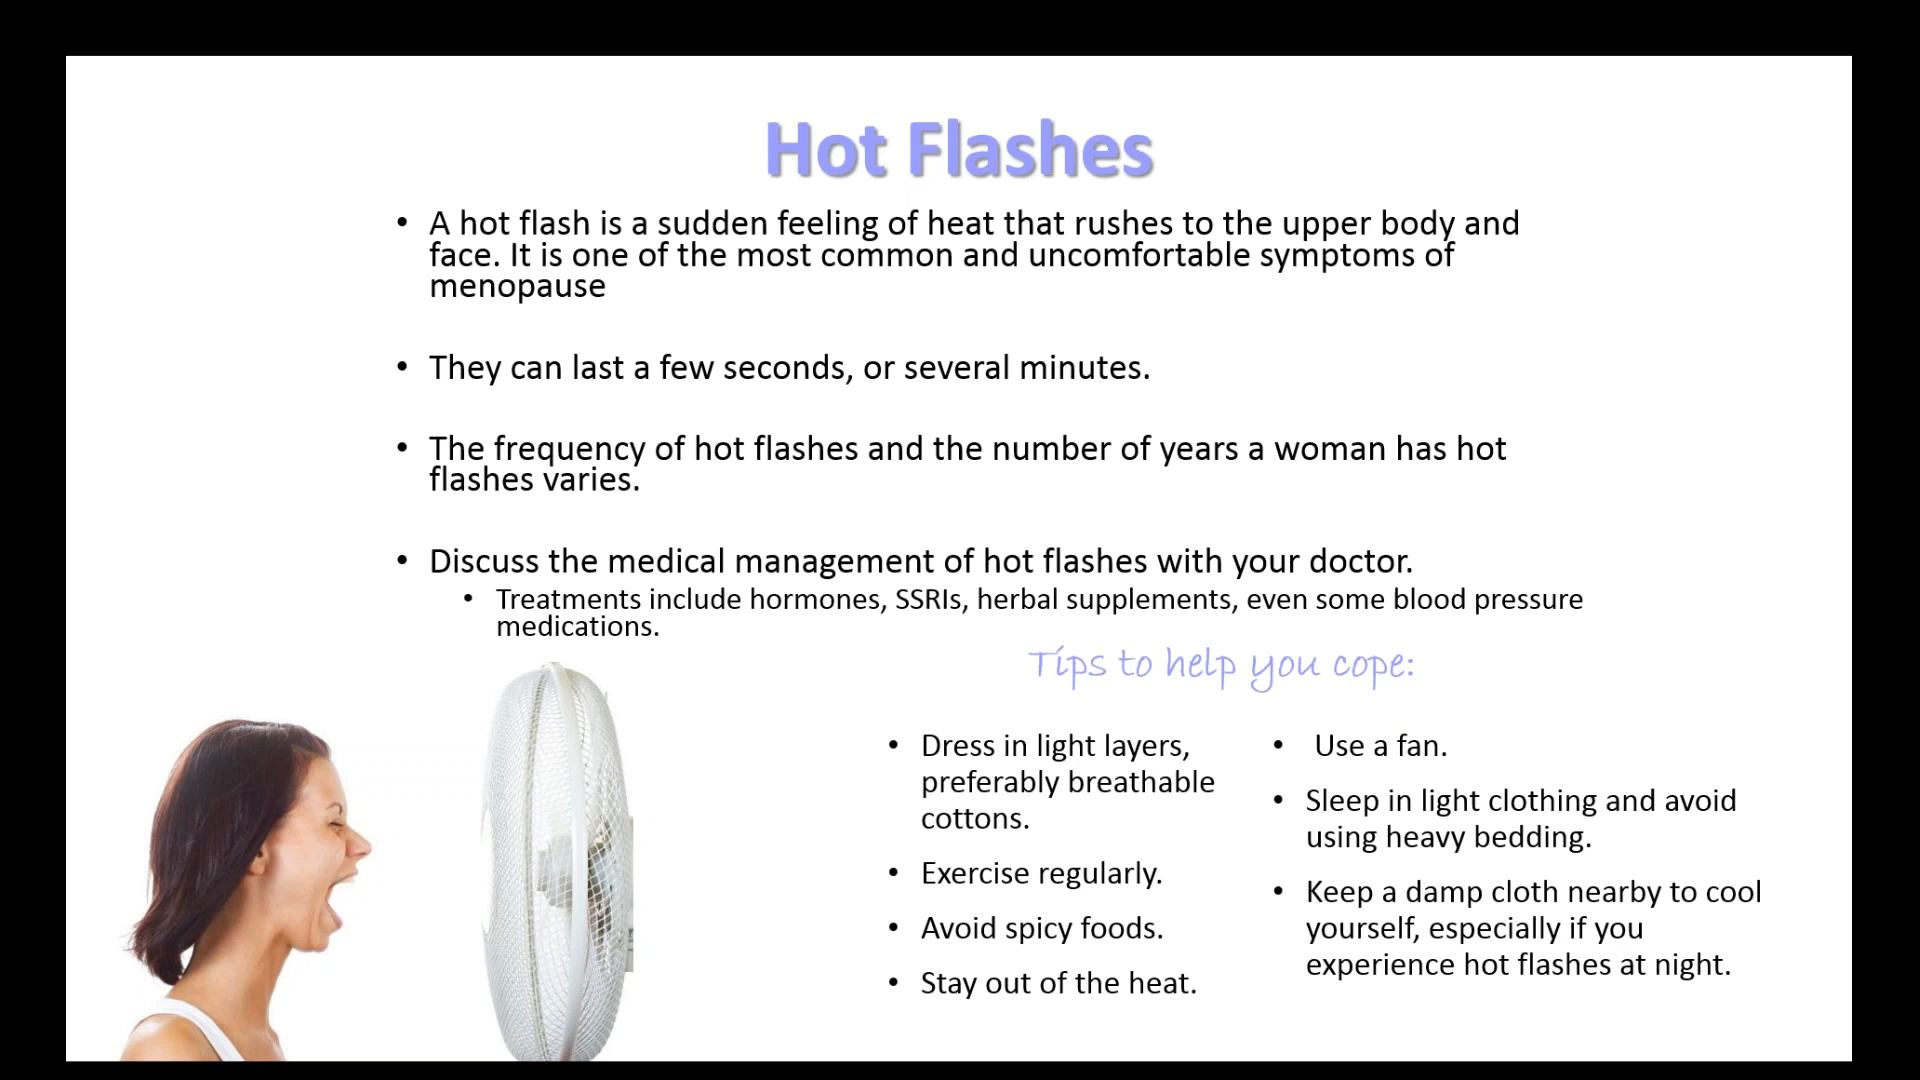 Hot Flashes
• A hot flash is a sudden feeling of heat that rushes to the upper body and
face. It is one of the most common and uncomfortable symptoms of
menopause
• They can last a few seconds, or several minutes.
• The frequency of hot flashes and the number of years a woman has hot
flashes varies.
• Discuss the medical management of hot flashes with your doctor.
• Treatments include hormones, SSRIs, herbal supplements, even some blood pressure
medications.
Tips to help you cope:
• Dress in light layers,
preferably breathable
cottons.
• Exercise regularly.
• Avoid spicy foods.
• Stay out of the heat.
• Use a fan.
• Sleep in light clothing and avoid
using heavy bedding.
• Keep a damp cloth nearby to cool
yourself, especially if you
experience hot flashes at night.